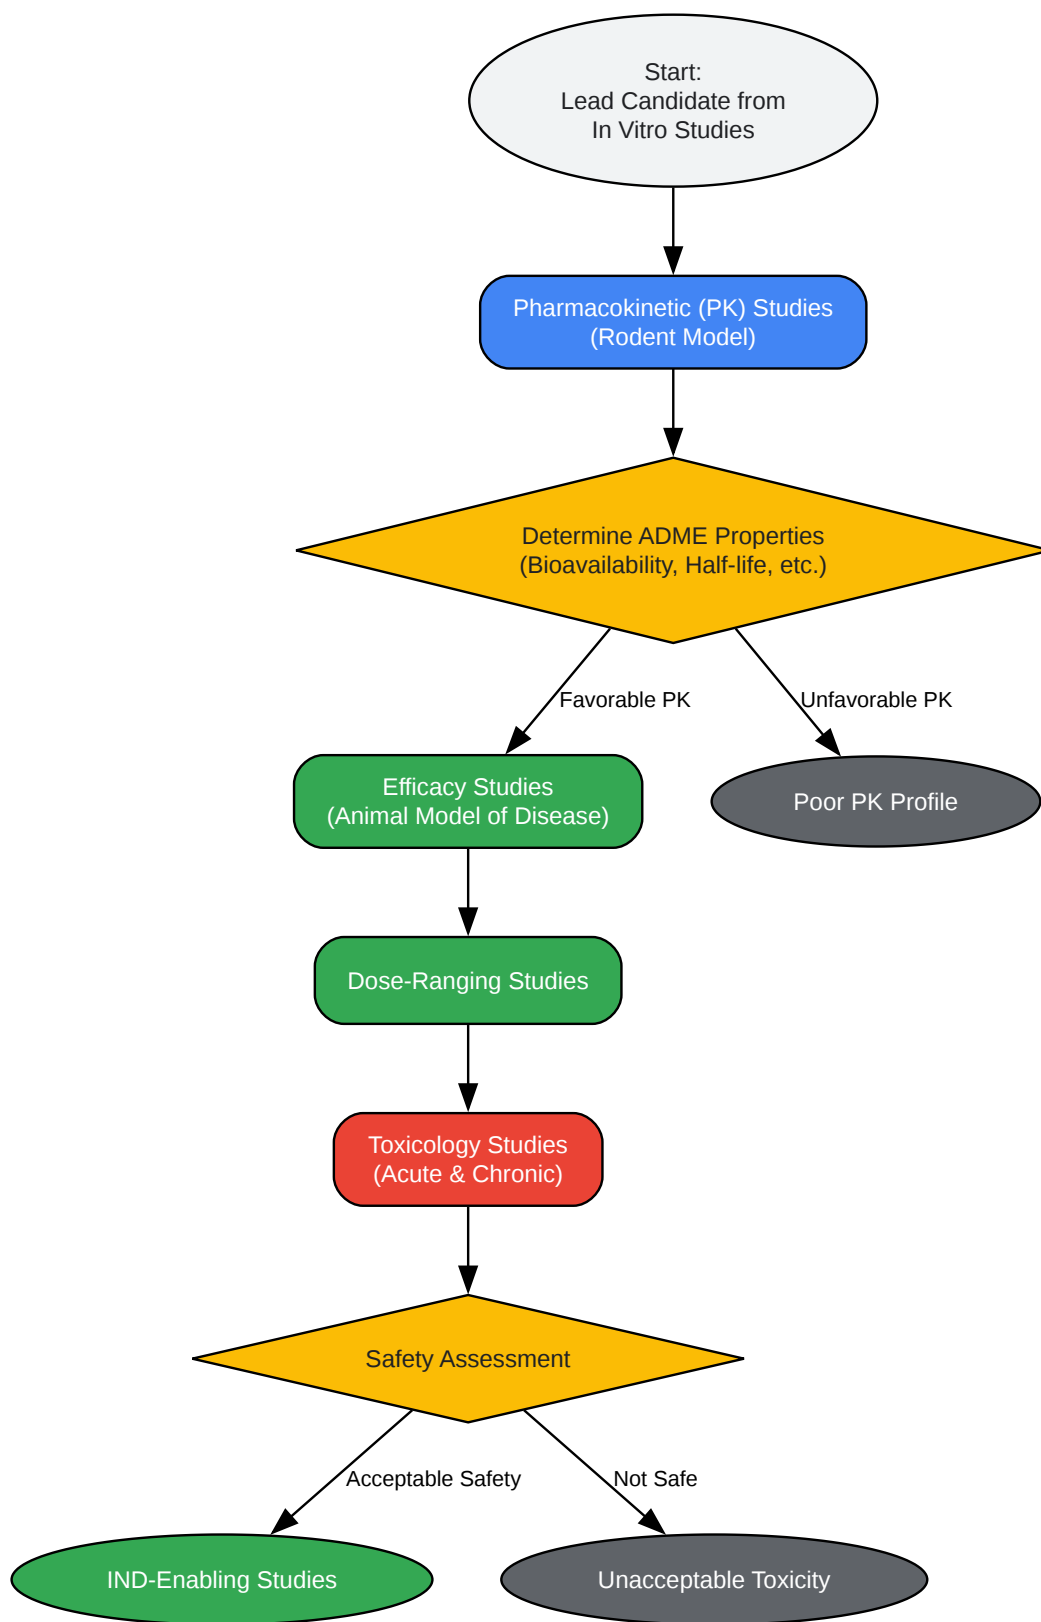 Start:
Lead Candidate from
In Vitro Studies
Pharmacokinetic (PK) Studies
(Rodent Model)
Determine ADME Properties
(Bioavailability, Half-life, etc.)
Favorable PK
Unfavorable PK
Efficacy Studies
(Animal Model of Disease)
Poor PK Profile
Dose-Ranging Studies
Toxicology Studies
(Acute & Chronic)
Safety Assessment
Acceptable Safety
Not Safe
IND-Enabling Studies
Unacceptable Toxicity